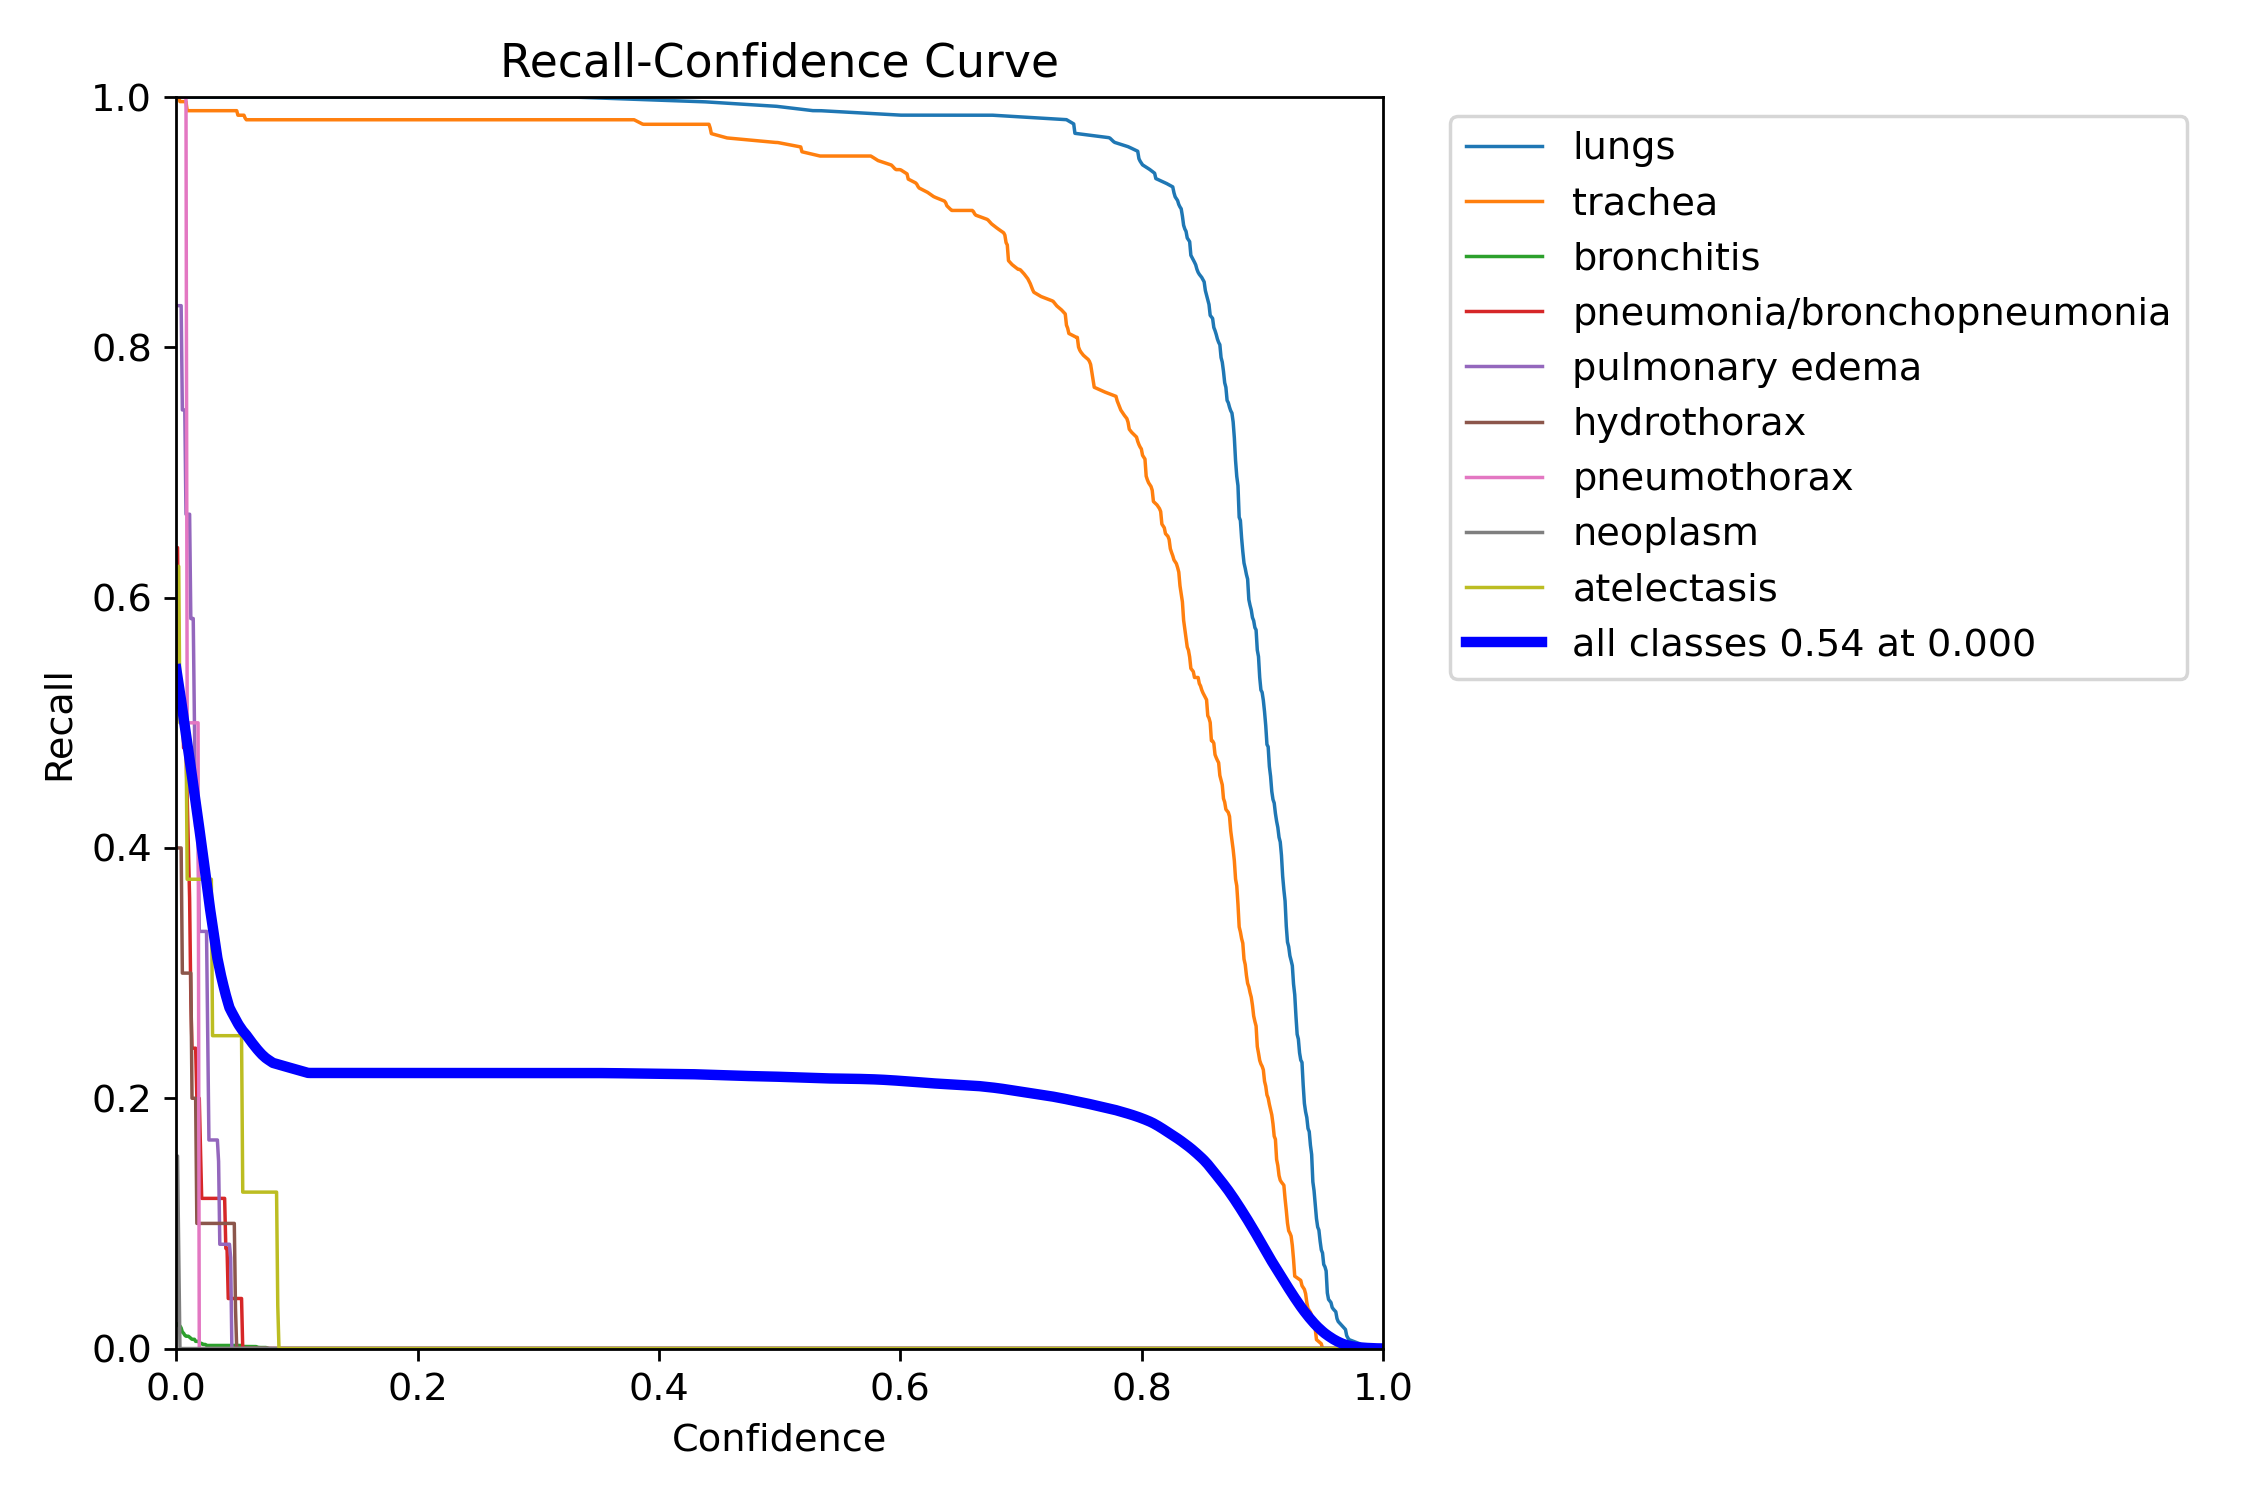 Recall-Confidence Curve
1.0
0.8
0.6
0.4
0.2
0.0
Recall
0.0 0.2 0.4 0.6 0.8 1.0
Confidence
lungs
trachea
bronchitis
pneumonia/bronchopneumonia
pulmonary edema
hydrothorax
pneumothorax
neoplasm
atelectasis
all classes 0.54 at 0.000